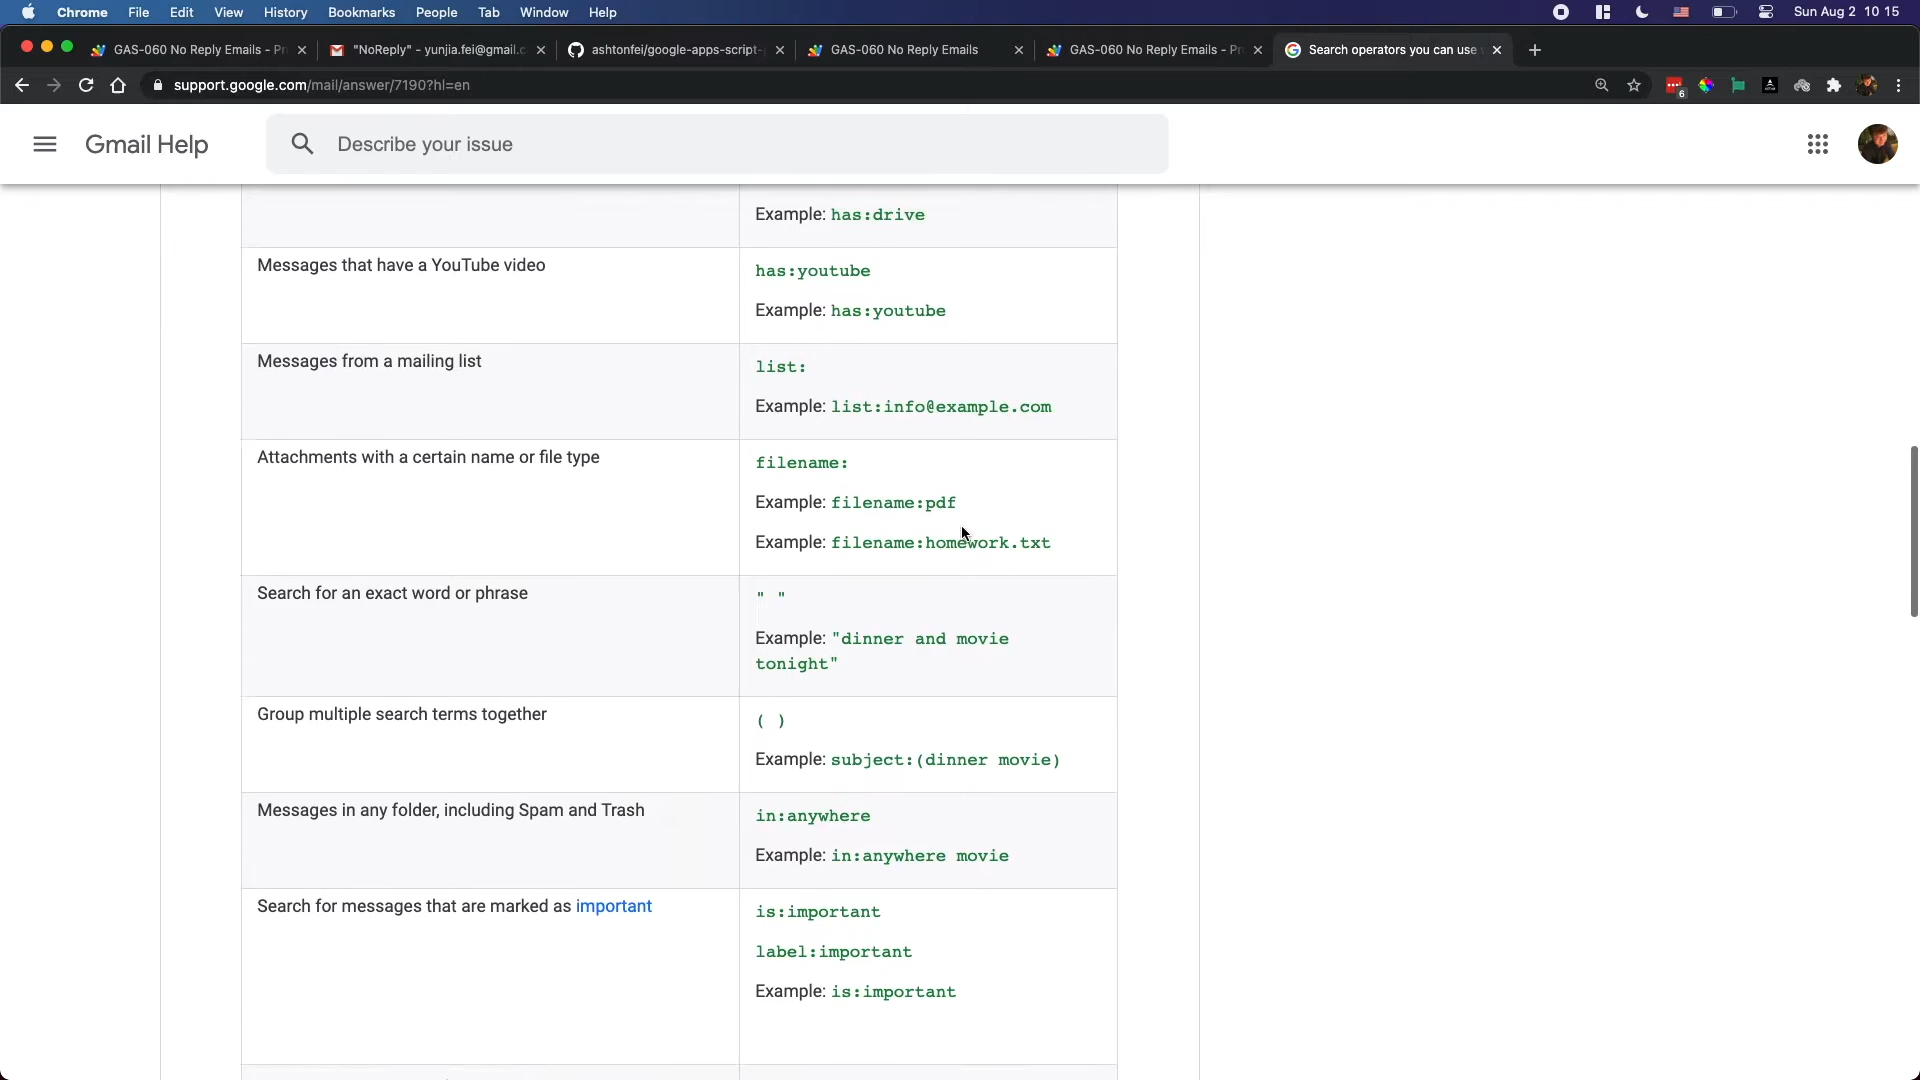 Chrome File Edit View History Bookmarks People Tab Window Help Sun Aug 2 10 15
GAS-060 No Reply Emails - Pr "NoReply" - yunjia.fei@gmail.c ashtonfei/google-apps-script- GAS-060 No Reply Emails GAS-060 No Reply Emails - Pr Search operators you can use
support.google.com/mail/answer/7190?hl=en 6
Gmail Help Describe your issue
Example: has:drive
Messages that have a YouTube video
has:youtube
Example: has:youtube
Messages from a mailing list
list:
Example: list:info@example.com
Attachments with a certain name or file type
filename:
Example: filename:pdf
Example: filename:homework.txt
Search for an exact word or phrase
" "
Example: "dinner and movie
tonight"
Group multiple search terms together
( )
Example: subject:(dinner movie)
Messages in any folder, including Spam and Trash
in:anywhere
Example: in:anywhere movie
Search for messages that are marked as important
is:important
label:important
Example: is:important